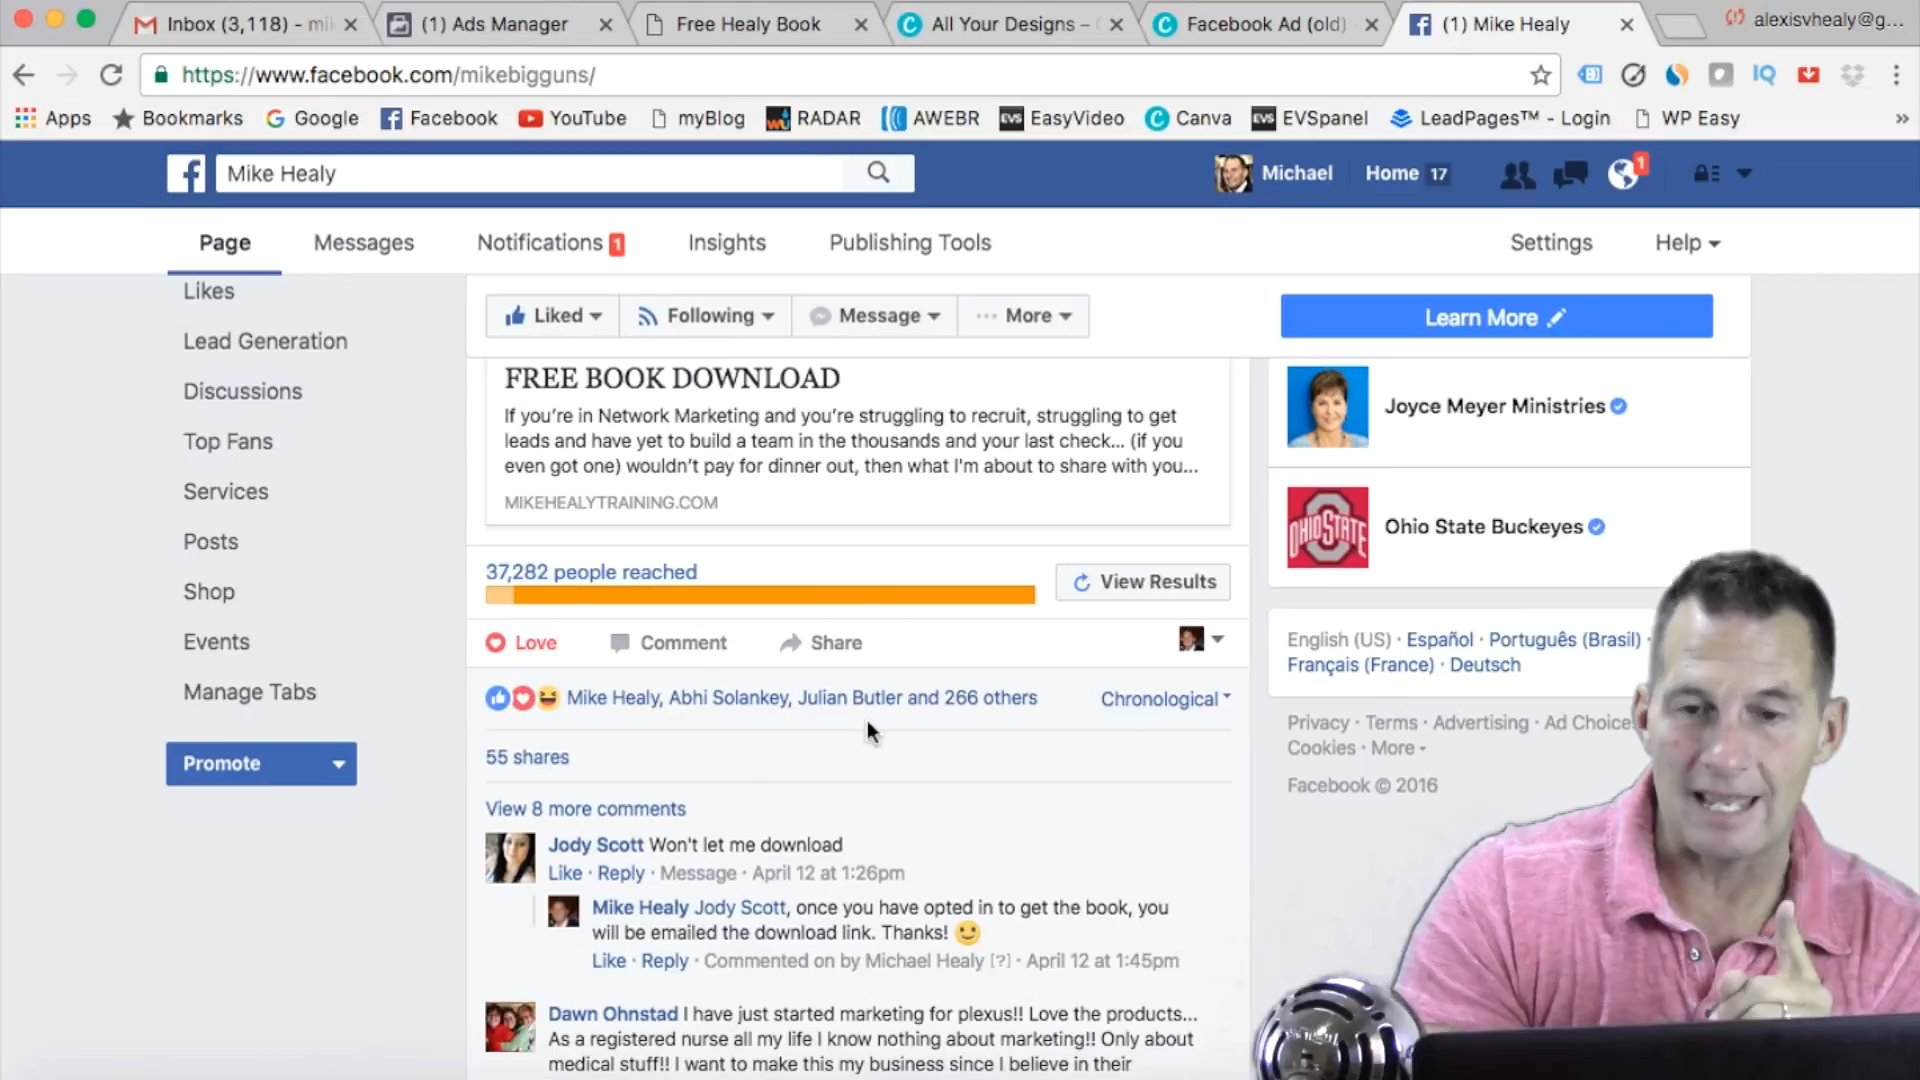 Inbox (3,118) - mi
(1) Ads Manager
Free Healy Book
All Your Designs –
Facebook Ad (old)
(1) Mike Healy
alexisvhealy@g...
https://www.facebook.com/mikebigguns/
Apps
Bookmarks
Google
Facebook
YouTube
myBlog
RADAR
AWEBR
EasyVideo
Canva
EVSpanel
LeadPages™ - Login
WP Easy
Mike Healy
Michael
Home 17
1
Page
Messages
Notifications 1
Insights
Publishing Tools
Settings
Help
Likes
Lead Generation
Discussions
Top Fans
Services
Posts
Shop
Events
Manage Tabs
Promote
Liked
Following
Message
More
Learn More
FREE BOOK DOWNLOAD
If you're in Network Marketing and you're struggling to recruit, struggling to get
leads and have yet to build a team in the thousands and your last check... (if you
even got one) wouldn't pay for dinner out, then what I'm about to share with you...
MIKEHEALYTRAINING.COM
37,282 people reached
View Results
Love
Comment
Share
Mike Healy, Abhi Solankey, Julian Butler and 266 others
Chronological
55 shares
View 8 more comments
Jody Scott Won't let me download
Like · Reply · Message · April 12 at 1:26pm
Mike Healy Jody Scott, once you have opted in to get the book, you
will be emailed the download link. Thanks!
Like · Reply · Commented on by Michael Healy [?] · April 12 at 1:45pm
Dawn Ohnstad I have just started marketing for plexus!! Love the products...
As a registered nurse all my life I know nothing about marketing!! Only about
medical stuff!! I want to make this my business since I believe in their
Joyce Meyer Ministries
OHIO STATE
Ohio State Buckeyes
English (US) · Español · Português (Brasil) ·
Français (France) · Deutsch
Privacy · Terms · Advertising · Ad Choice
Cookies · More
Facebook © 2016